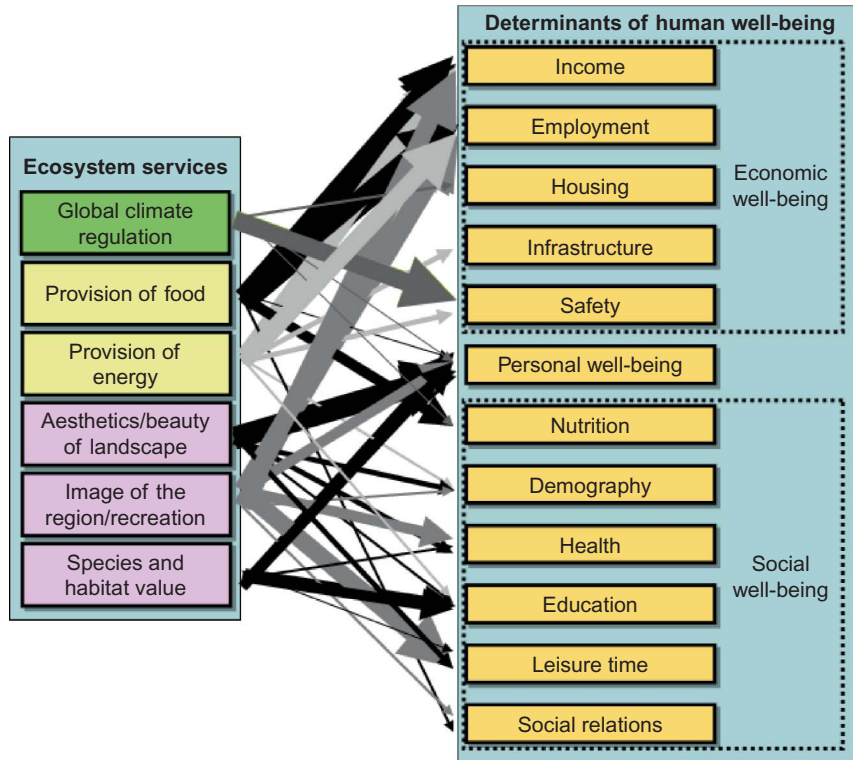 Ecosystem services
Global climate
regulation
Provision of food
Provision of
energy
Aesthetics/beauty
of landscape
Image of the
region/recreation
Species and
habitat value
Determinants of human well-being
Income
Employment
Housing
Infrastructure
Safety
Economic
well-being
Personal well-being
Nutrition
Demography
Health
Education
Leisure time
Social relations
Social
well-being